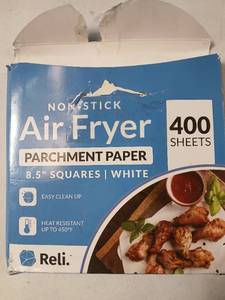 NON-STICK
Air Fryer
PARCHMENT PAPER
8.5" SQUARES | WHITE
400
SHEETS
EASY CLEAN UP
HEAT RESISTANT
UP TO 450°F
Reli.